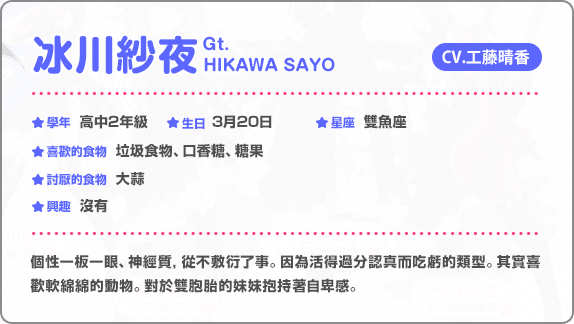 冰川紗夜 Gt. HIKAWA SAYO CV.工藤晴香
學年 高中2年級 生日 3月20日 星座 雙魚座
喜歡的食物 垃圾食物、口香糖、糖果
討厭的食物 大蒜
興趣 沒有
個性一板一眼、神經質，從不敷衍了事。因為活得過分認真而吃虧的類型。其實喜
歡軟綿綿的動物。對於雙胞胎的妹妹抱持著自卑感。